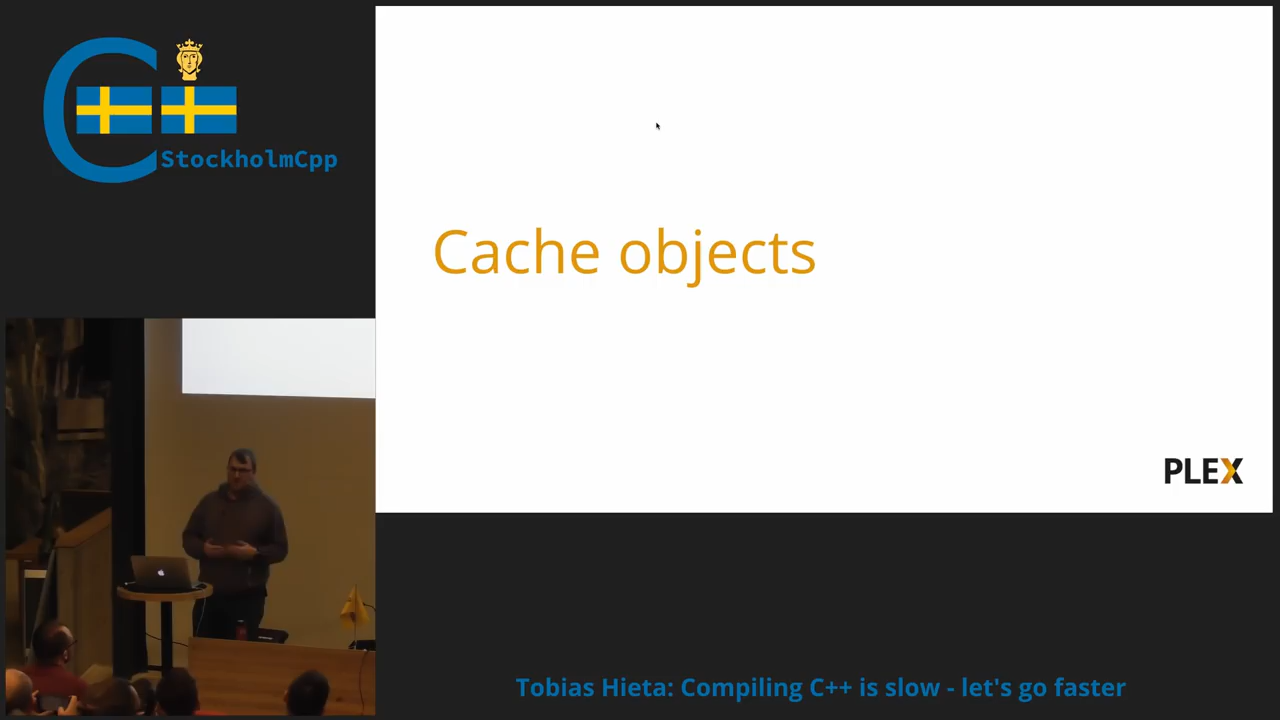 C++
StockholmCpp
Cache objects
PLEX
Tobias Hieta: Compiling C++ is slow - let's go faster